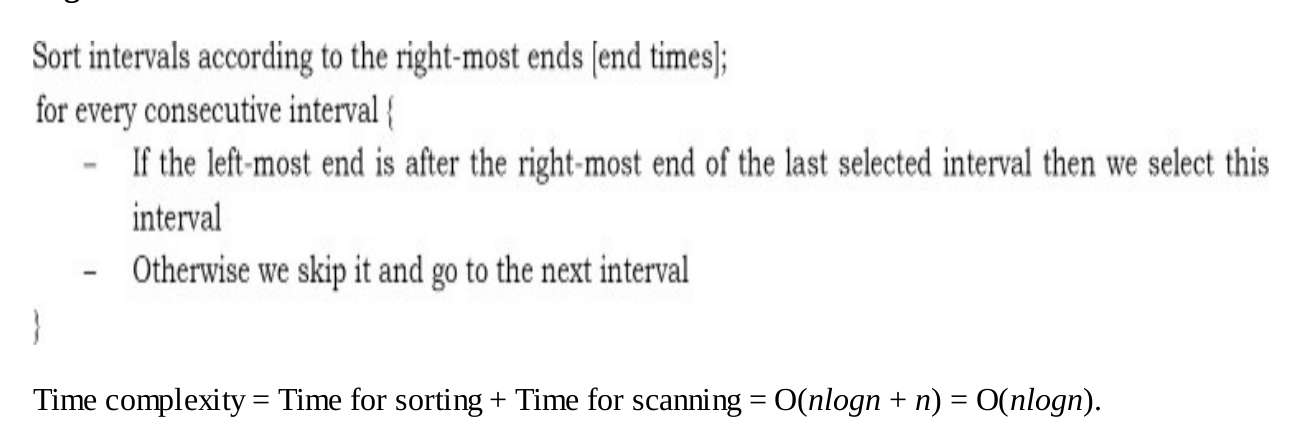 Sort intervals according to the right-most ends [end times];
for every consecutive interval {
– If the left-most end is after the right-most end of the last selected interval then we select this
interval
– Otherwise we skip it and go to the next interval
}
Time complexity = Time for sorting + Time for scanning = O(nlogn + n) = O(nlogn).